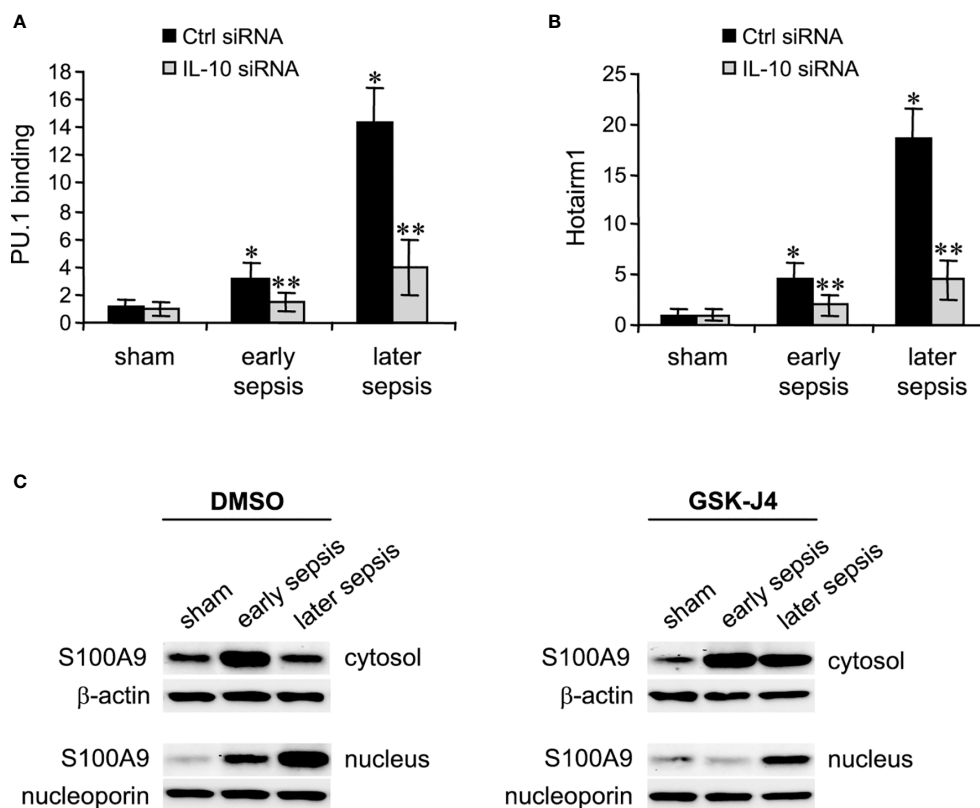 A
Ctrl siRNA
IL-10 siRNA
PU.1 binding
18
16
14
12
10
8
6
4
2
0
*
**
*
**
sham
early sepsis
later sepsis
B
Ctrl siRNA
IL-10 siRNA
Hotairm1
25
20
15
10
5
0
*
**
*
**
sham
early sepsis
later sepsis
C
DMSO
sham
early sepsis
later sepsis
S100A9
cytosol
β-actin
S100A9
nucleus
nucleoporin
GSK-J4
sham
early sepsis
later sepsis
S100A9
cytosol
β-actin
S100A9
nucleus
nucleoporin